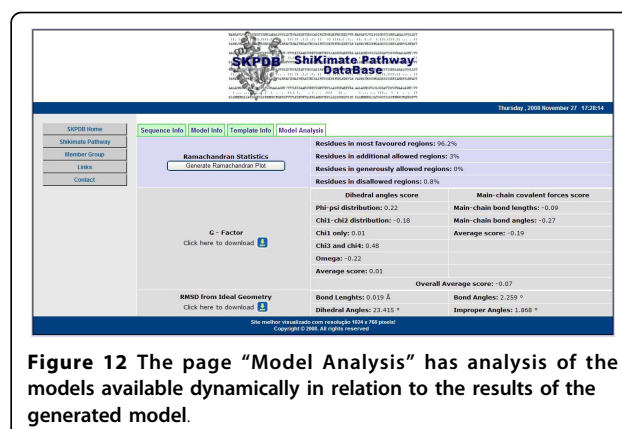 SKPDB ShiKimate Pathway
DataBase
Thursday , 2008 November 27 17:28:14
SKPDB Home
Shikimate Pathway
Member Group
Links
Contact
Sequence Info Model Info Template Info Model Analysis
Ramachandran Statistics
Generate Ramachandran Plot
Residues in most favoured regions: 96.2%
Residues in additional allowed regions: 3%
Residues in generously allowed regions: 0%
Residues in disallowed regions: 0.8%
G - Factor
Click here to download
Dihedral angles score Main-chain covalent forces score
Phi-psi distribution: 0.22 Main-chain bond lengths: -0.09
Chi1-chi2 distribution: -0.18 Main-chain bond angles: -0.27
Chi1 only: 0.01 Average score: -0.19
Chi3 and chi4: 0.48
Omega: -0.22
Average score: 0.01
Overall Average score: -0.07
RMSD from Ideal Geometry
Click here to download
Bond Lenghts: 0.019 Å Bond Angles: 2.259 º
Dihedral Angles: 23.415 º Improper Angles: 1.868 º
Site melhor visualizado com resolução 1024 x 768 pixels!
Copyright © 2008. All rights reserved
Figure 12 The page “Model Analysis” has analysis of the
models available dynamically in relation to the results of the
generated model.